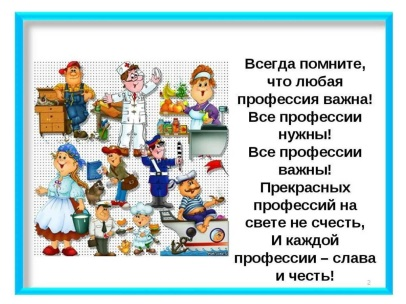 Всегда помните,
что любая
профессия важна!
Все профессии
нужны!
Все профессии
важны!
Прекрасных
профессий на
свете не счесть,
И каждой
профессии – слава
и честь!
2